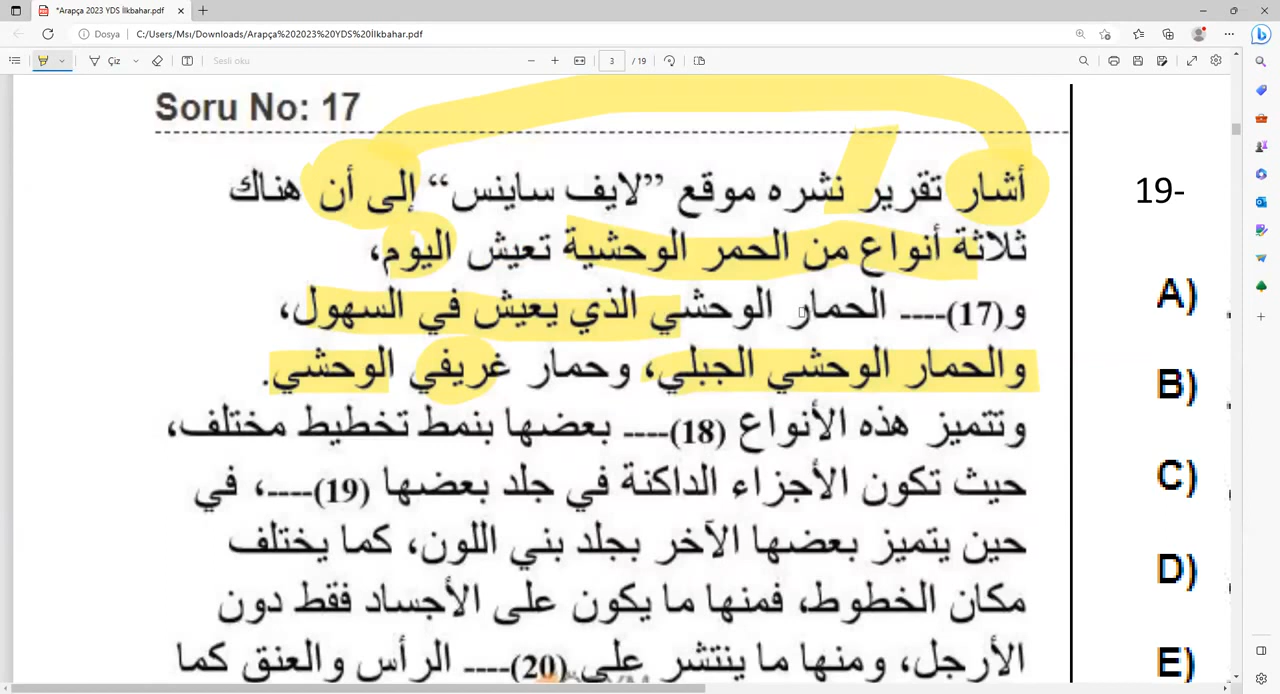 *Arapça 2023 YDS İlkbahar.pdf
Dosya
C:/Users/Msı/Downloads/Arapça%202023%20YDS%20İlkbahar.pdf
Çiz
Sesli oku
3 / 19
Soru No: 17
أشار تقرير نشره موقع ”لايف ساينس“ إلى أن هناك
ثلاثة أنواع من الحمر الوحشية تعيش اليوم،
و(17)---- الحمار الوحشي الذي يعيش في السهول،
والحمار الوحشي الجبلي، وحمار غريفي الوحشي.
وتتميز هذه الأنواع (18)---- بعضها بنمط تخطيط مختلف،
حيث تكون الأجزاء الداكنة في جلد بعضها (19)----، في
حين يتميز بعضها الآخر بجلد بني اللون، كما يختلف
مكان الخطوط، فمنها ما يكون على الأجساد فقط دون
الأرجل، ومنها ما ينتشر على (20)---- الرأس والعنق كما
19-
A)
B)
C)
D)
E)